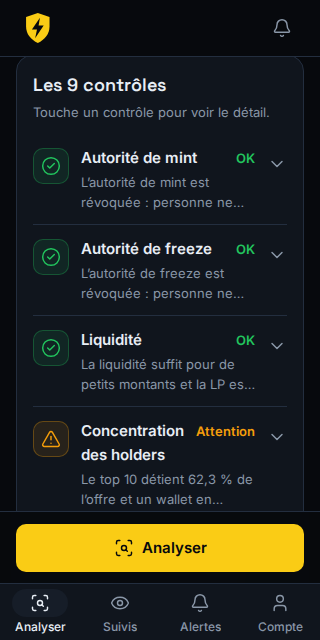 Les 9 contrôles
Touche un contrôle pour voir le détail.
Autorité de mint OK
L'autorité de mint est
révoquée : personne ne…
Autorité de freeze OK
L'autorité de freeze est
révoquée : personne ne…
Liquidité OK
La liquidité suffit pour de
petits montants et la LP es…
Concentration Attention
des holders
Le top 10 détient 62,3 % de
l'offre et un wallet en…
Analyser
Analyser Suivis Alertes Compte